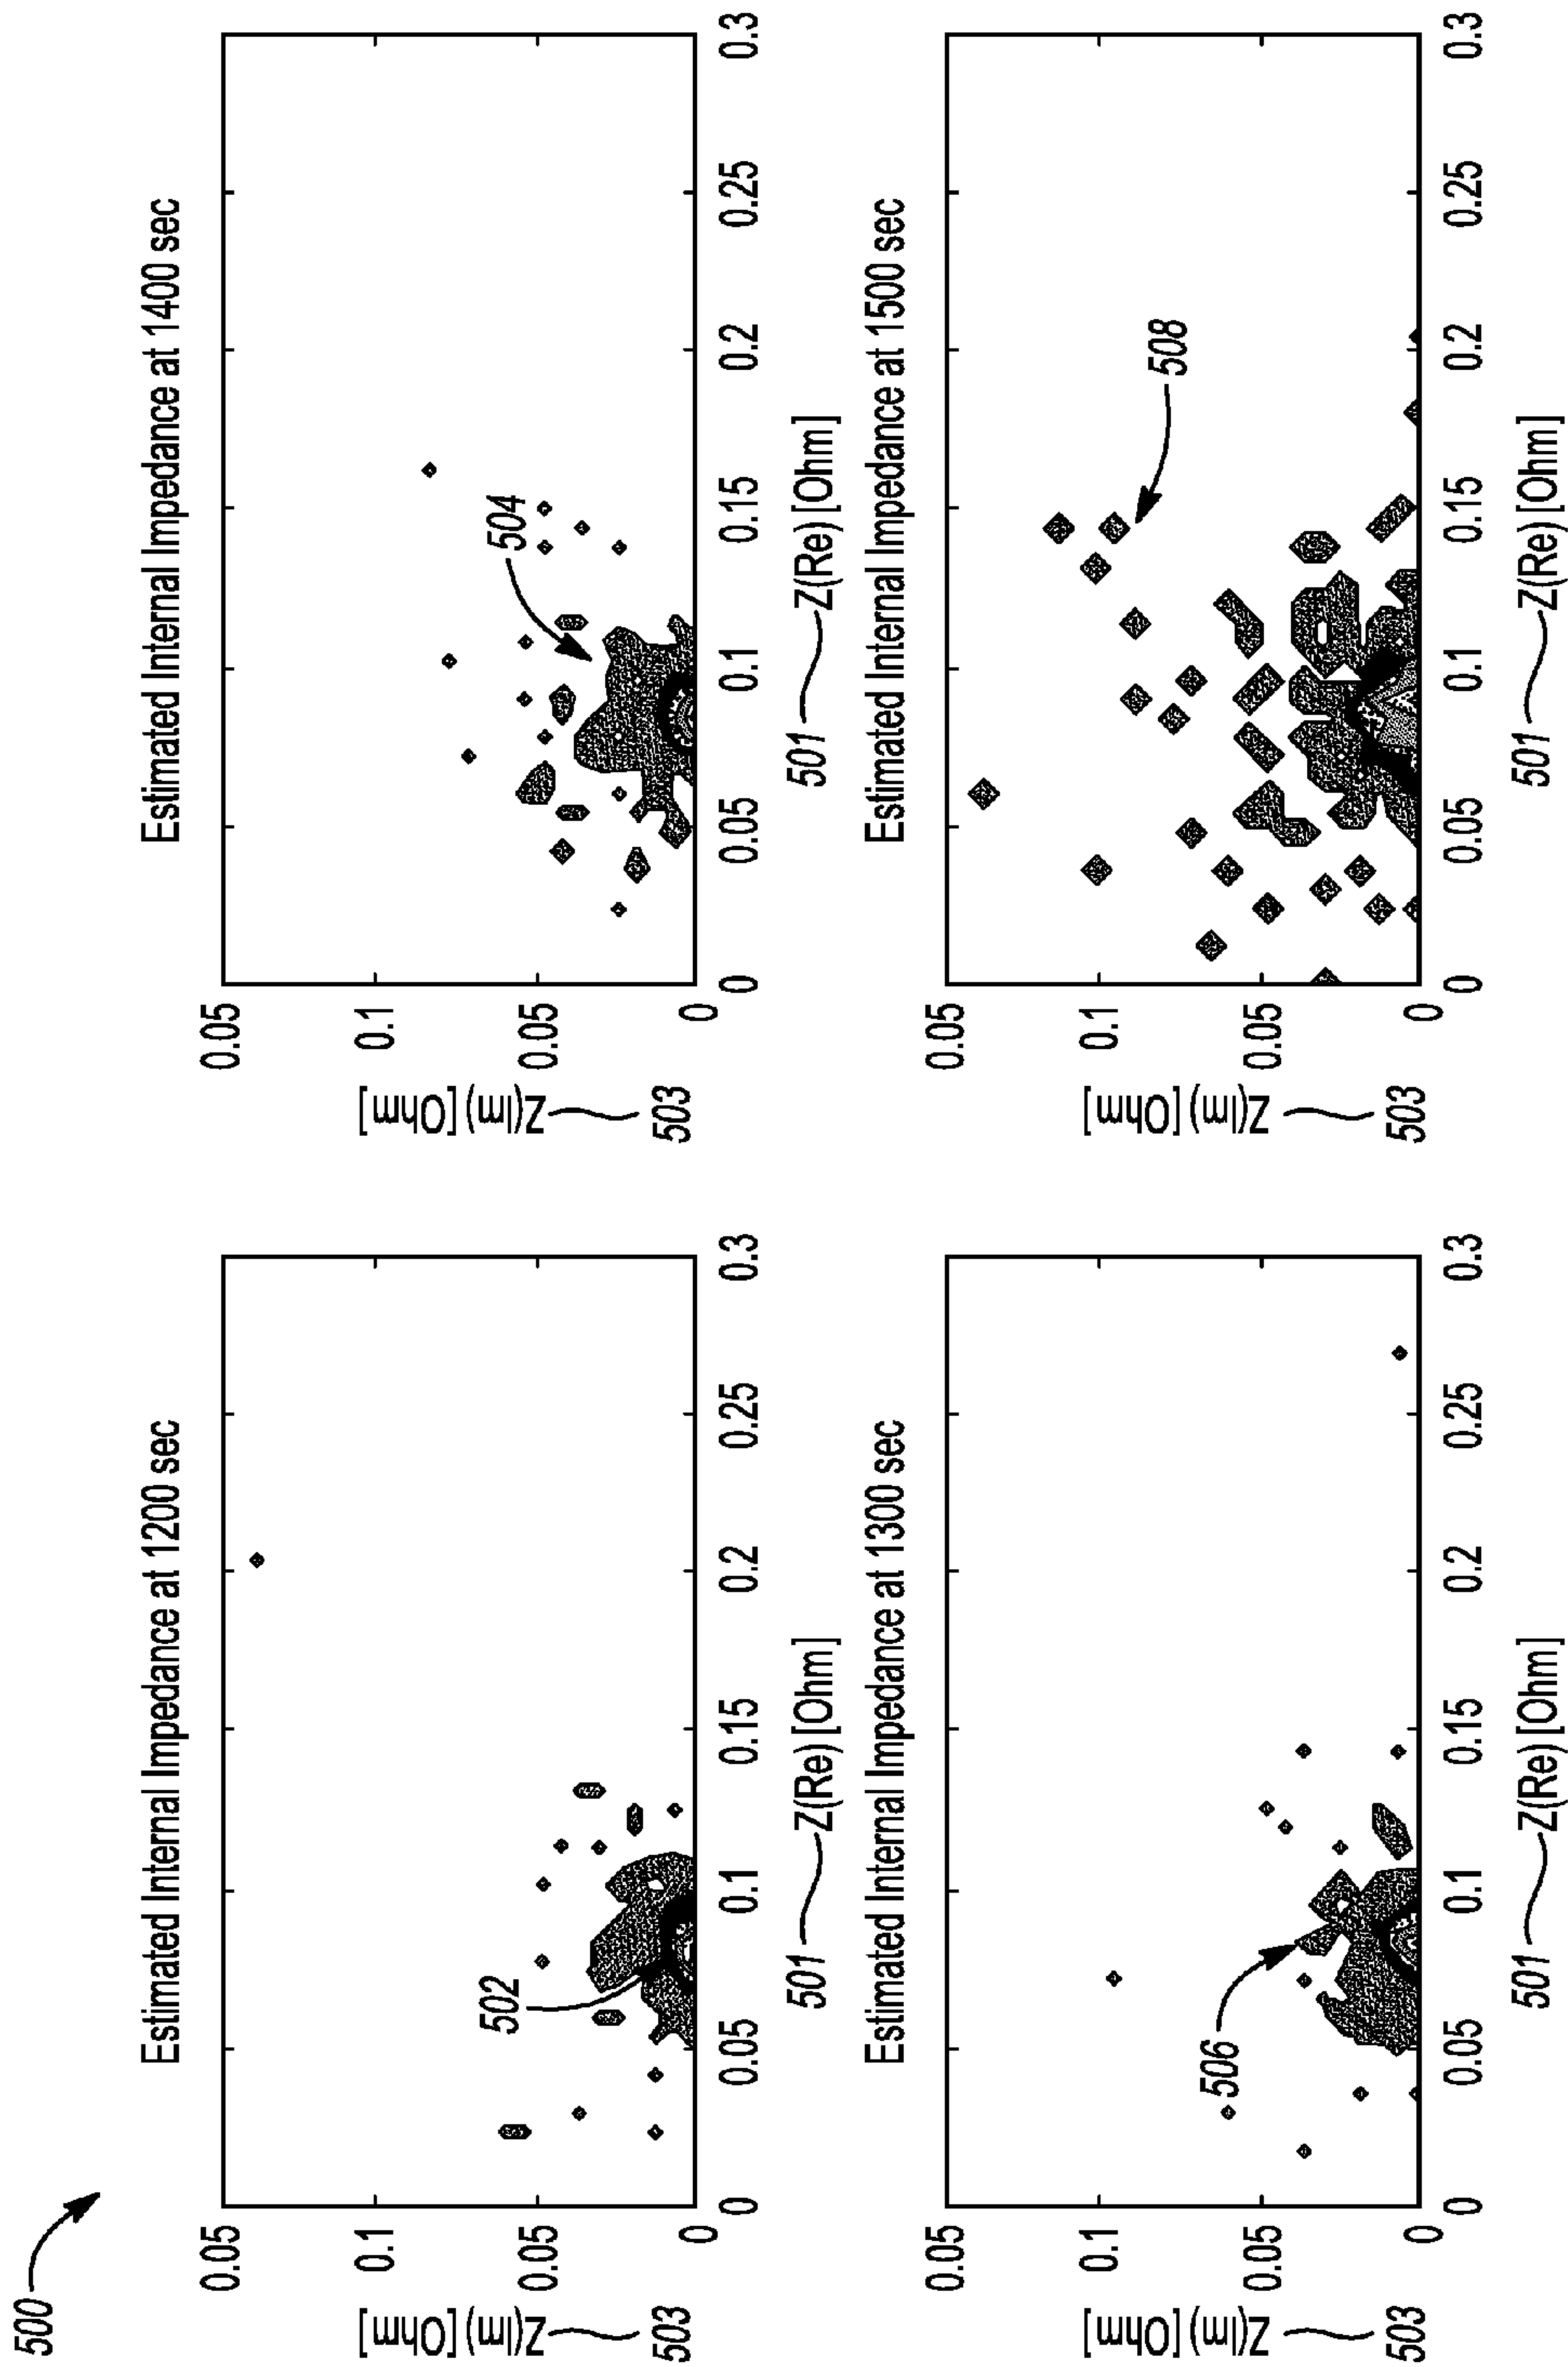 500
Estimated Internal Impedance at 1200 sec
0.05
0.1
0.05
0
Z(Im) [Ohm]
503
502
0 0.05 0.1 0.15 0.2 0.25 0.3
501 Z(Re) [Ohm]
Estimated Internal Impedance at 1400 sec
0.05
0.1
0.05
0
Z(Im) [Ohm]
503
504
0 0.05 0.1 0.15 0.2 0.25 0.3
501 Z(Re) [Ohm]
Estimated Internal Impedance at 1300 sec
0.05
0.1
0.05
0
Z(Im) [Ohm]
503
506
0 0.05 0.1 0.15 0.2 0.25 0.3
501 Z(Re) [Ohm]
Estimated Internal Impedance at 1500 sec
0.05
0.1
0.05
0
Z(Im) [Ohm]
503
508
0 0.05 0.1 0.15 0.2 0.25 0.3
501 Z(Re) [Ohm]